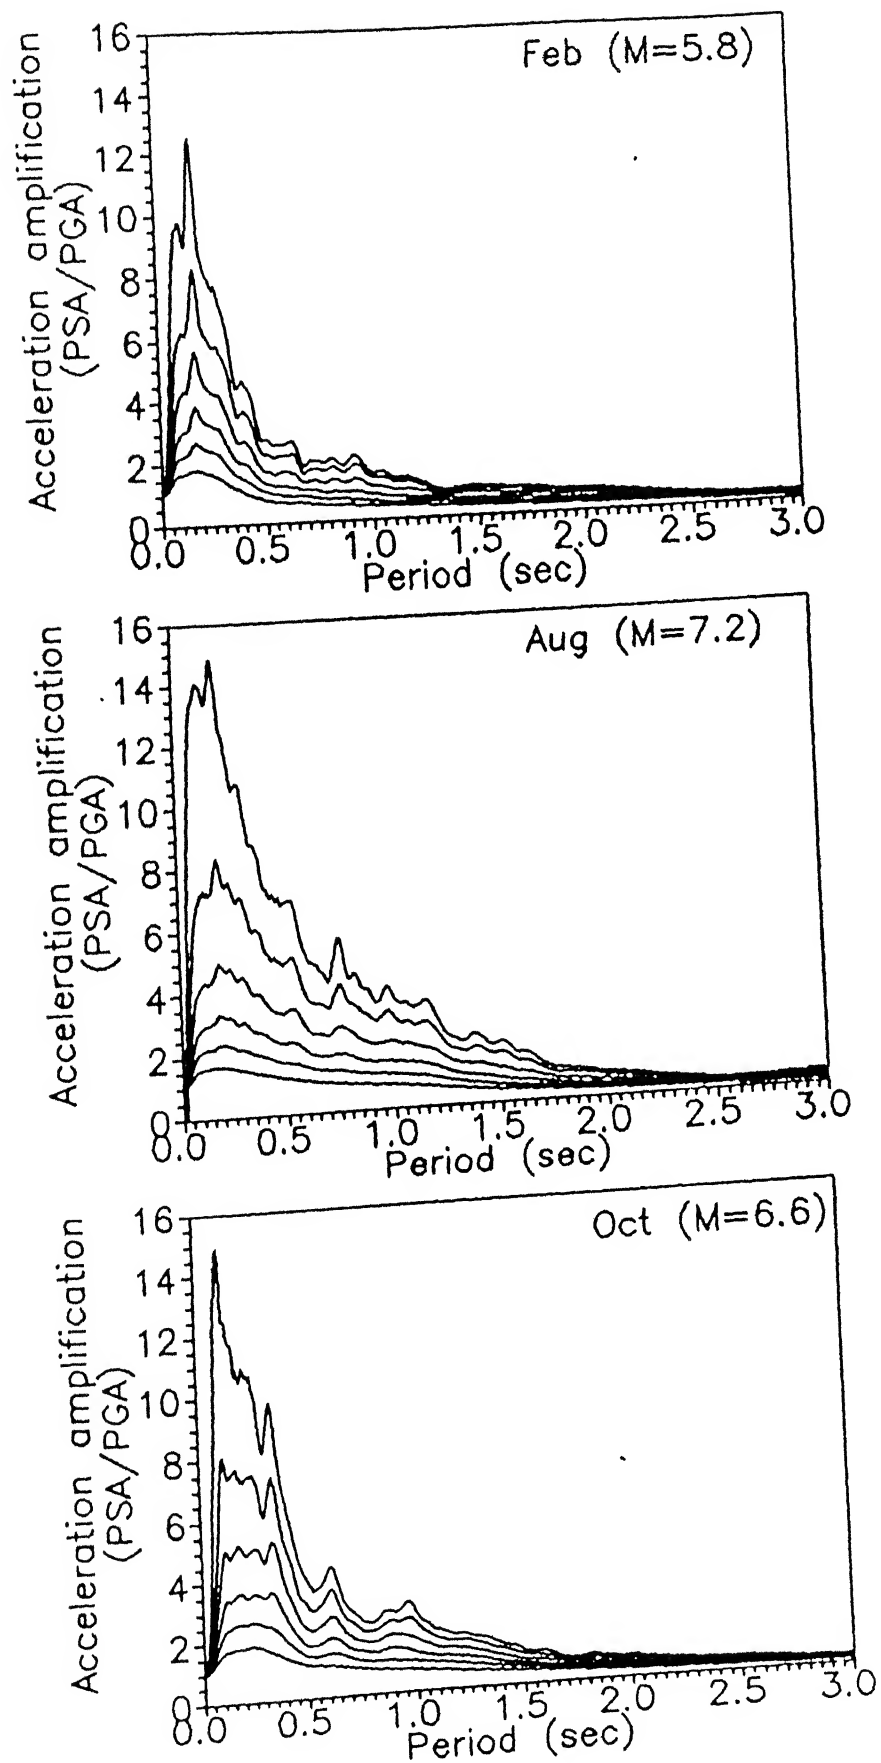 Feb (M=5.8)
Acceleration amplification
(PSA/PGA)
16
14
12
10
8
6
4
2
0
0.0 0.5 1.0 1.5 2.0 2.5 3.0
Period (sec)
Aug (M=7.2)
Acceleration amplification
(PSA/PGA)
16
14
12
10
8
6
4
2
0
0.0 0.5 1.0 1.5 2.0 2.5 3.0
Period (sec)
Oct (M=6.6)
Acceleration amplification
(PSA/PGA)
16
14
12
10
8
6
4
2
0
0.0 0.5 1.0 1.5 2.0 2.5 3.0
Period (sec)